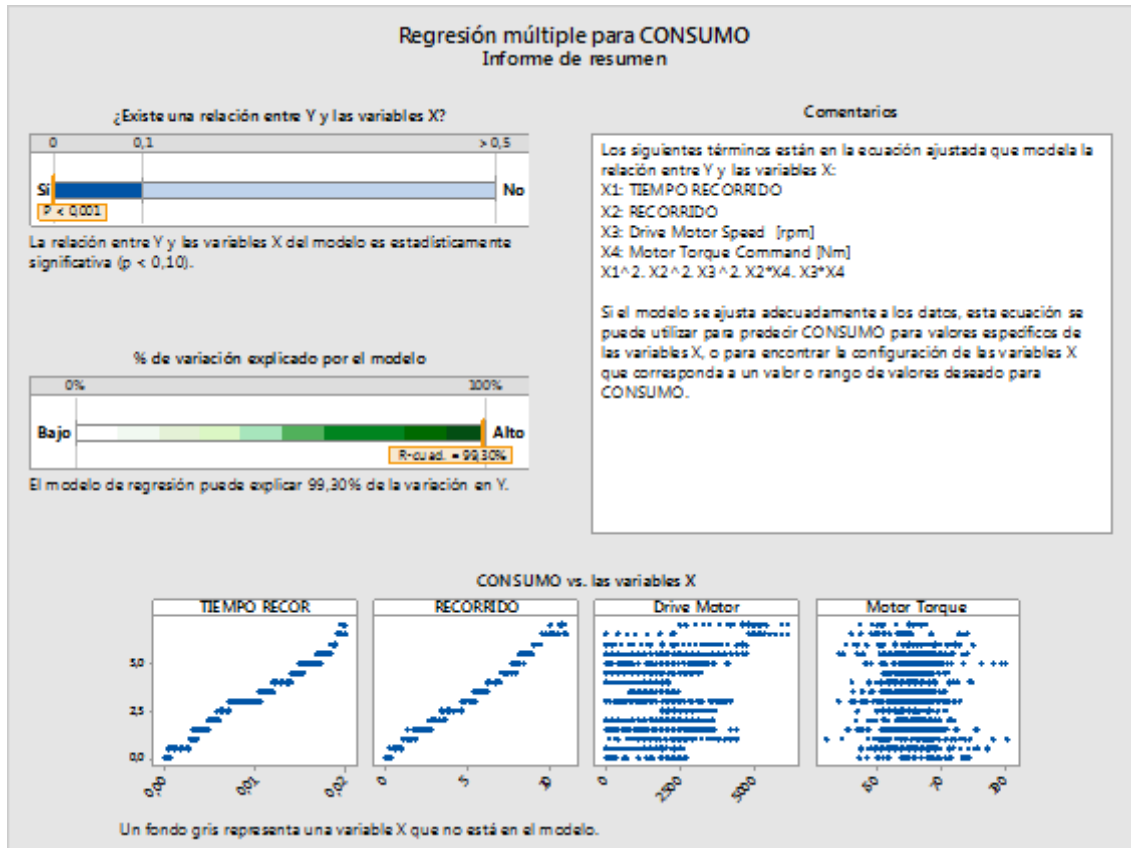 Regresión múltiple para CONSUMO
Informe de resumen
¿Existe una relación entre Y y las variables X?
0 0,1 > 0,5
Sí No
P < 0,001
La relación entre Y y las variables X del modelo es estadísticamente
significativa (p < 0,10).
% de variación explicado por el modelo
0% 100%
Bajo Alto
R-cuad. = 99,30%
El modelo de regresión puede explicar 99,30% de la variación en Y.
Comentarios
Los siguientes términos están en la ecuación ajustada que modela la
relación entre Y y las variables X:
X1: TIEMPO RECORRIDO
X2: RECORRIDO
X3: Drive Motor Speed [rpm]
X4: Motor Torque Command [Nm]
X1^2. X2^2. X3^2. X2*X4. X3*X4
Si el modelo se ajusta adecuadamente a los datos, esta ecuación se
puede utilizar para predecir CONSUMO para valores específicos de
las variables X, o para encontrar la configuración de las variables X
que corresponda a un valor o rango de valores deseado para
CONSUMO.
CONSUMO vs. las variables X
TIEMPO RECOR RECORRIDO Drive Motor Motor Torque
5,0
2,5
0,0
0,00 0,01 0,02 0 5 10 0 2500 5000 70
Un fondo gris representa una variable X que no está en el modelo.